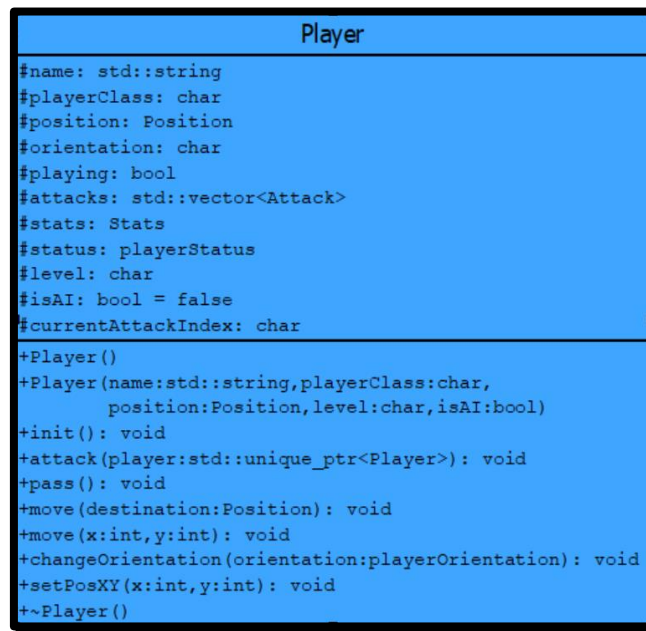 Player
#name: std::string
#playerClass: char
#position: Position
#orientation: char
#playing: bool
#attacks: std::vector<Attack>
#stats: Stats
#status: playerStatus
#level: char
#isAI: bool = false
#currentAttackIndex: char
+Player()
+Player(name:std::string,playerClass:char,
position:Position,level:char,isAI:bool)
+init(): void
+attack(player:std::unique_ptr<Player>): void
+pass(): void
+move(destination:Position): void
+move(x:int,y:int): void
+changeOrientation(orientation:playerOrientation): void
+setPosXY(x:int,y:int): void
+~Player()